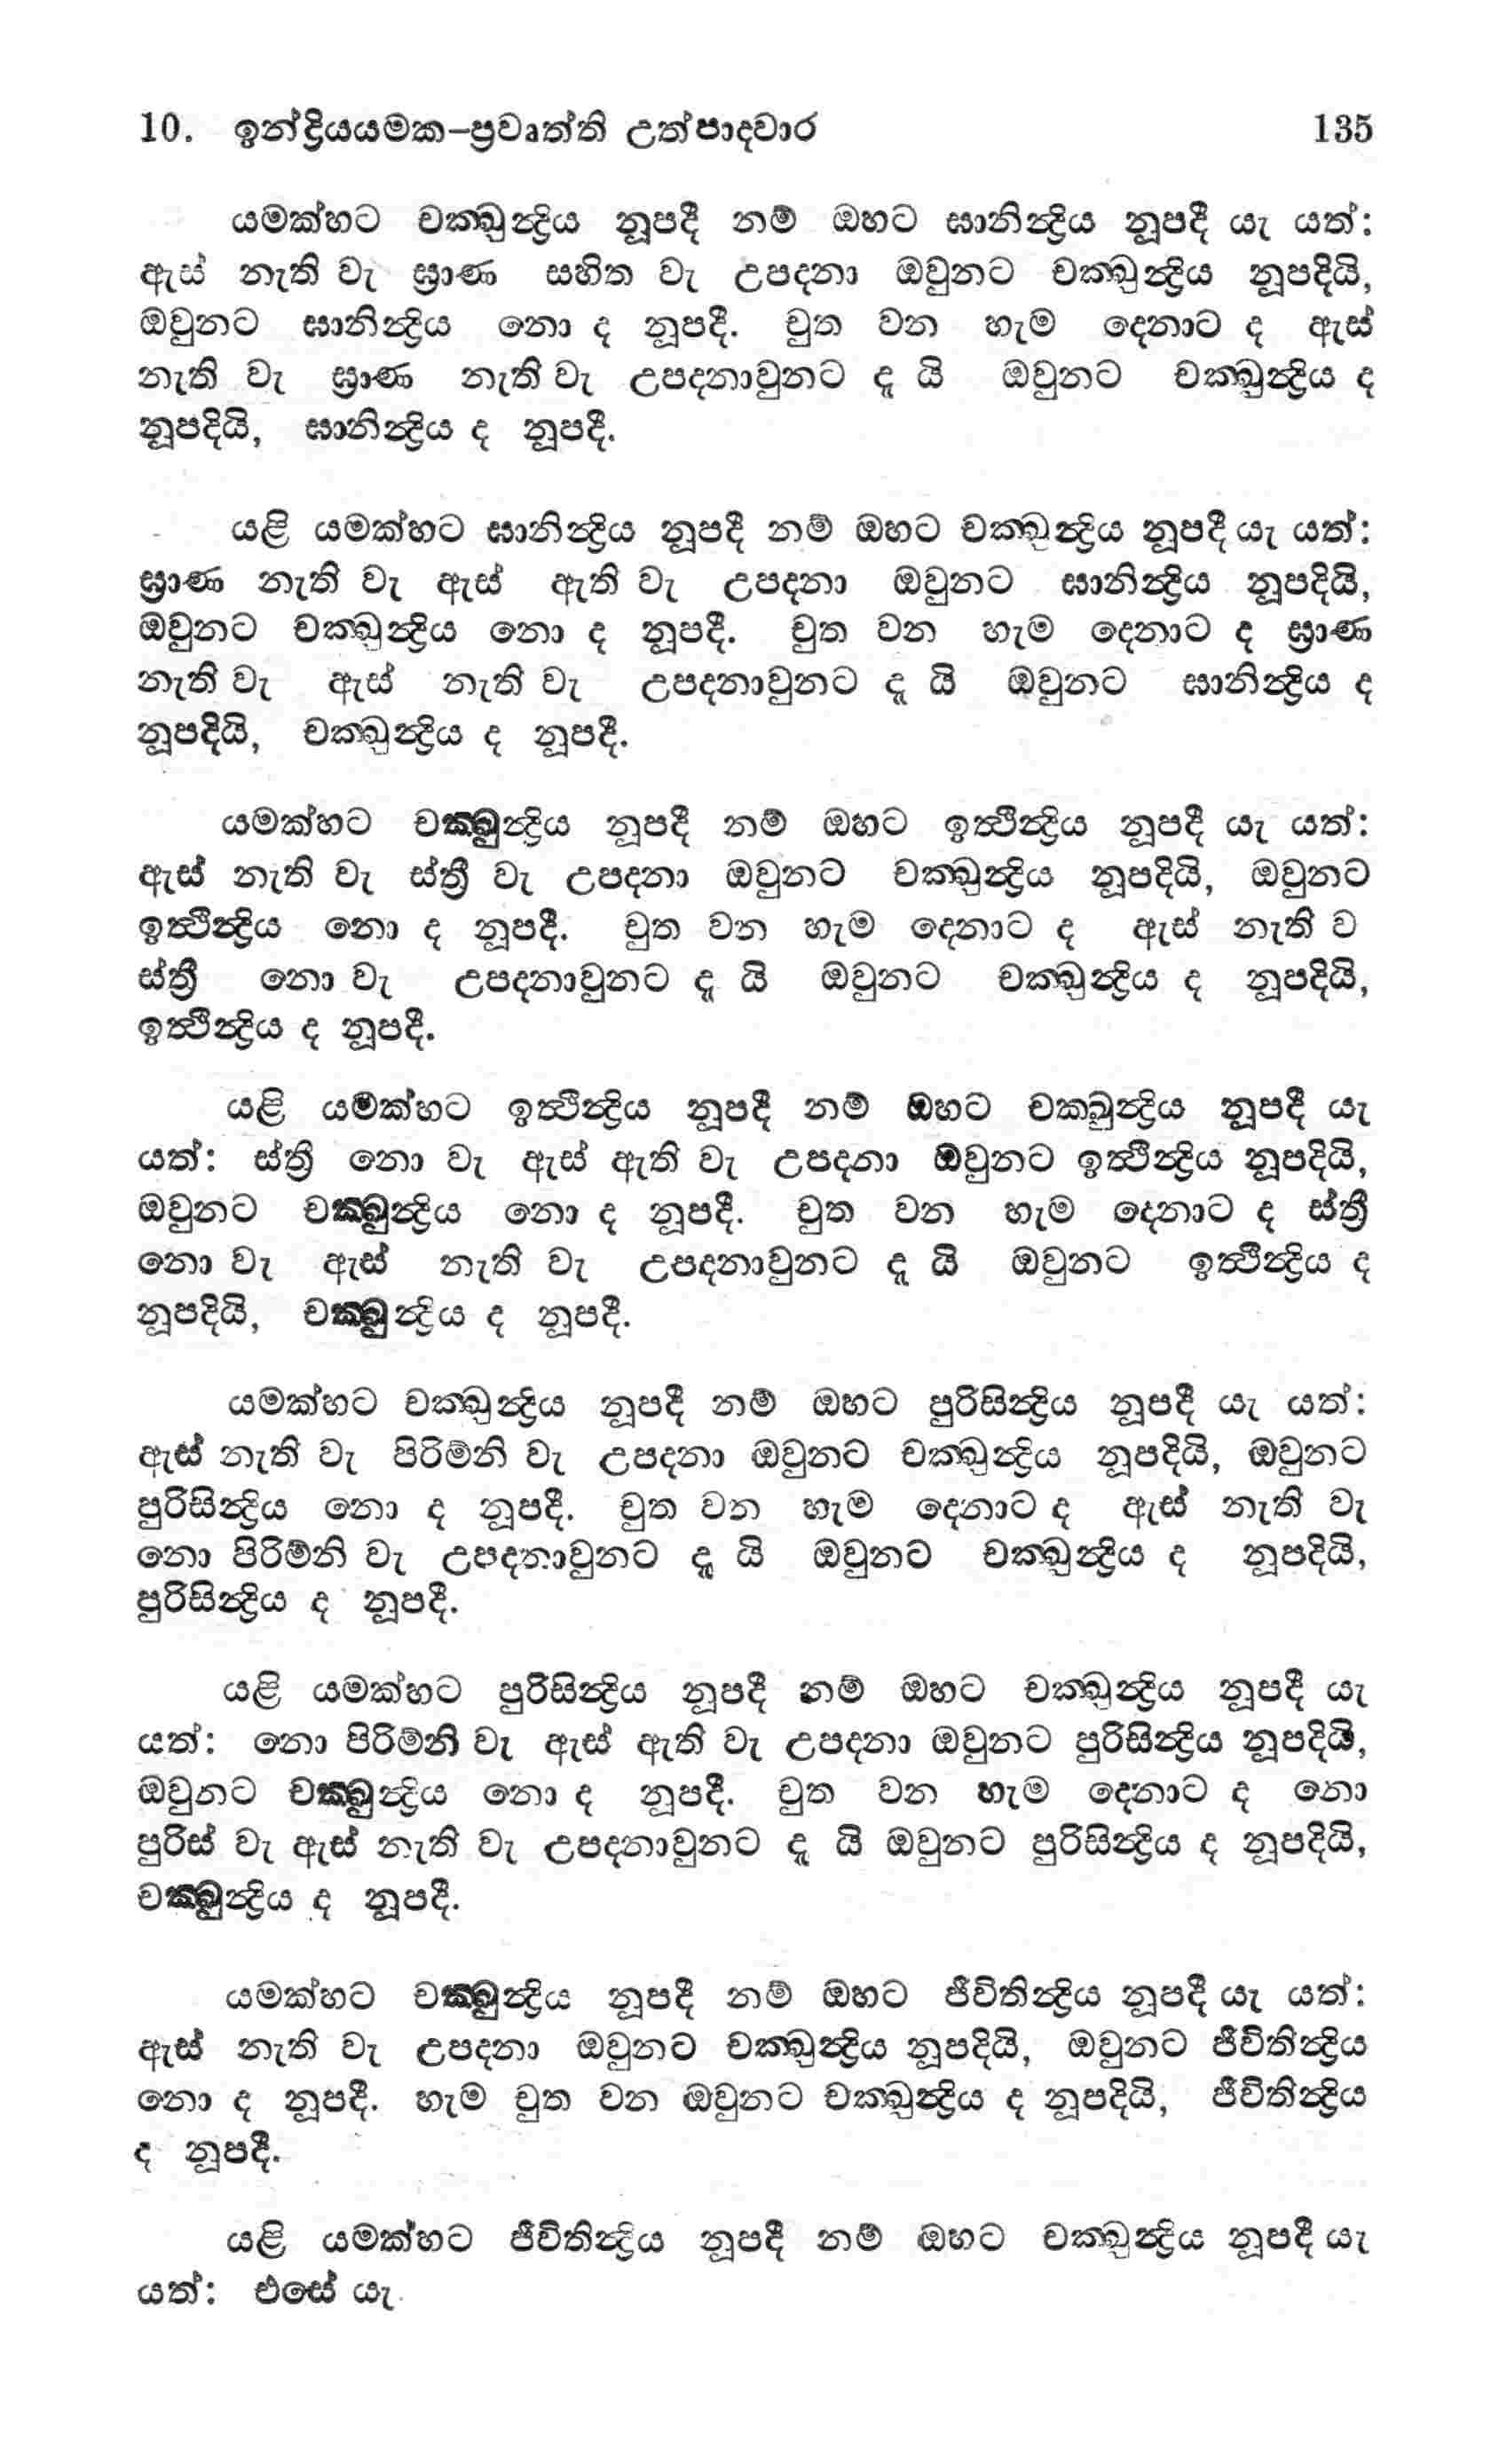 10. ඉන්ද්‍රියයමක–ප්‍රවෘත්ති උත්පාදවාර 135
යමක්හට චක්‍ඛුන්‍ද්‍රිය නූපදී නම් ඔහට ඝානින්‍ද්‍රිය නූපදී යැ යත්:
ඇස් නැති වැ ඝ්‍රාණ සහිත වැ උපදනා ඔවුනට චක්‍ඛුන්‍ද්‍රිය නූපදියි,
ඔවුනට ඝානින්‍ද්‍රිය නො ද නූපදී. චුත වන හැම දෙනාට ද ඇස්
නැති වැ ඝ්‍රාණ නැති වැ උපදනාවුනට ද යි ඔවුනට චක්‍ඛුන්‍ද්‍රිය ද
නූපදියි, ඝානින්‍ද්‍රිය ද නූපදී.
යළි යමක්හට ඝානින්‍ද්‍රිය නූපදී නම් ඔහට චක්‍ඛුන්‍ද්‍රිය නූපදී යැ යත්:
ඝ්‍රාණ නැති වැ ඇස් ඇති වැ උපදනා ඔවුනට ඝානින්‍ද්‍රිය නූපදියි,
ඔවුනට චක්‍ඛුන්‍ද්‍රිය නො ද නූපදී. චුත වන හැම දෙනාට ද ඝ්‍රාණ
නැති වැ ඇස් නැති වැ උපදනාවුනට දූ යි ඔවුනට ඝානින්‍ද්‍රිය ද
නූපදියි, චක්‍ඛුන්‍ද්‍රිය ද නූපදී.
යමක්හට චක්‍ඛුන්‍ද්‍රිය නූපදී නම් ඔහට ඉත්‍ථින්‍ද්‍රිය නූපදී යැ යත්:
ඇස් නැති වැ ස්ත්‍රී වැ උපදනා ඔවුනට චක්‍ඛුන්‍ද්‍රිය නූපදියි, ඔවුනට
ඉත්‍ථින්‍ද්‍රිය නො ද නූපදී. චුත වන හැම දෙනාට ද ඇස් නැති ව
ස්ත්‍රී නො වැ උපදනාවුනට දූ යි ඔවුනට චක්‍ඛුන්‍ද්‍රිය ද නූපදියි,
ඉත්‍ථින්‍ද්‍රිය ද නූපදී.
යළි යමක්හට ඉත්‍ථින්‍ද්‍රිය නූපදී නම් ඔහට චක්‍ඛුන්‍ද්‍රිය නූපදී යැ
යත්: ස්ත්‍රී නො වැ ඇස් ඇති වැ උපදනා ඔවුනට ඉත්‍ථින්‍ද්‍රිය නූපදියි,
ඔවුනට චක්‍ඛුන්‍ද්‍රිය නො ද නූපදී. චුත වන හැම දෙනාට ද ස්ත්‍රී
නො වැ ඇස් නැති වැ උපදනාවුනට දූ යි ඔවුනට ඉත්‍ථින්‍ද්‍රිය ද
නූපදියි, චක්‍ඛුන්‍ද්‍රිය ද නූපදී.
යමක්හට චක්‍ඛුන්‍ද්‍රිය නූපදී නම් ඔහට පුරිසින්‍ද්‍රිය නූපදී යැ යත්:
ඇස් නැති වැ පිරිම්නි වැ උපදනා ඔවුනට චක්‍ඛුන්‍ද්‍රිය නූපදියි, ඔවුනට
පුරිසින්‍ද්‍රිය නො ද නූපදී. චුත වන හැම දෙනාට ද ඇස් නැති වැ
නො පිරිම්නි වැ උපදනාවුනට දූ යි ඔවුනට චක්‍ඛුන්‍ද්‍රිය ද නූපදියි,
පුරිසින්‍ද්‍රිය ද නූපදී.
යළි යමක්හට පුරිසින්‍ද්‍රිය නූපදී නම් ඔහට චක්‍ඛුන්‍ද්‍රිය නූපදී යැ
යත්: නො පිරිම්නි වැ ඇස් ඇති වැ උපදනා ඔවුනට පුරිසින්‍ද්‍රිය නූපදියි,
ඔවුනට චක්‍ඛුන්‍ද්‍රිය නො ද නූපදී. චුත වන හැම දෙනාට ද නො
පුරිස් වැ ඇස් නැති වැ උපදනාවුනට දූ යි ඔවුනට පුරිසින්‍ද්‍රිය ද නූපදියි,
චක්‍ඛුන්‍ද්‍රිය ද නූපදී.
යමක්හට චක්‍ඛුන්‍ද්‍රිය නූපදී නම් ඔහට ජීවිතින්‍ද්‍රිය නූපදී යැ යත්:
ඇස් නැති වැ උපදනා ඔවුනට චක්‍ඛුන්‍ද්‍රිය නූපදියි, ඔවුනට ජීවිතින්‍ද්‍රිය
නො ද නූපදී. හැම චුත වන ඔවුනට චක්‍ඛුන්‍ද්‍රිය ද නූපදියි, ජීවිතින්‍ද්‍රිය
ද නූපදී.
යළි යමක්හට ජීවිතින්‍ද්‍රිය නූපදී නම් ඔහට චක්‍ඛුන්‍ද්‍රිය නූපදී යැ
යත්: එසේ යැ.